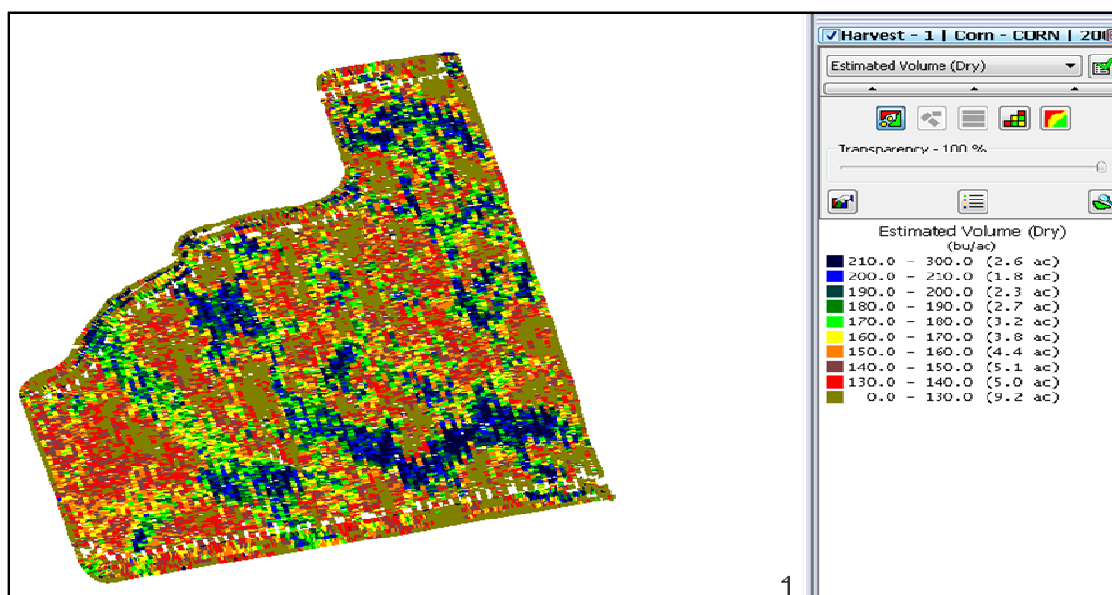 Harvest - 1 | Corn - CORN | 200
Estimated Volume (Dry)
Transparency - 100 %
Estimated Volume (Dry)
(bu/ac)
210.0 - 300.0 (2.6 ac)
200.0 - 210.0 (1.8 ac)
190.0 - 200.0 (2.3 ac)
180.0 - 190.0 (2.7 ac)
170.0 - 180.0 (3.2 ac)
160.0 - 170.0 (3.8 ac)
150.0 - 160.0 (4.4 ac)
140.0 - 150.0 (5.1 ac)
130.0 - 140.0 (5.0 ac)
0.0 - 130.0 (9.2 ac)
1